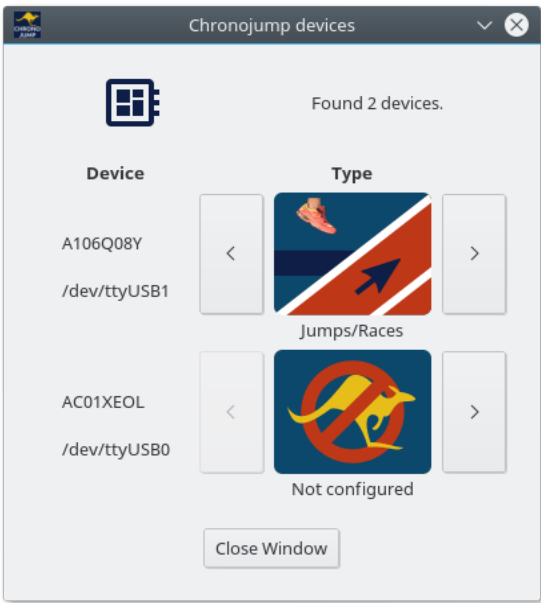 CHRONO
JUMP
Chronojump devices
Found 2 devices.
Device
Type
A106Q08Y
/dev/ttyUSB1
Jumps/Races
AC01XEOL
/dev/ttyUSB0
Not configured
Close Window